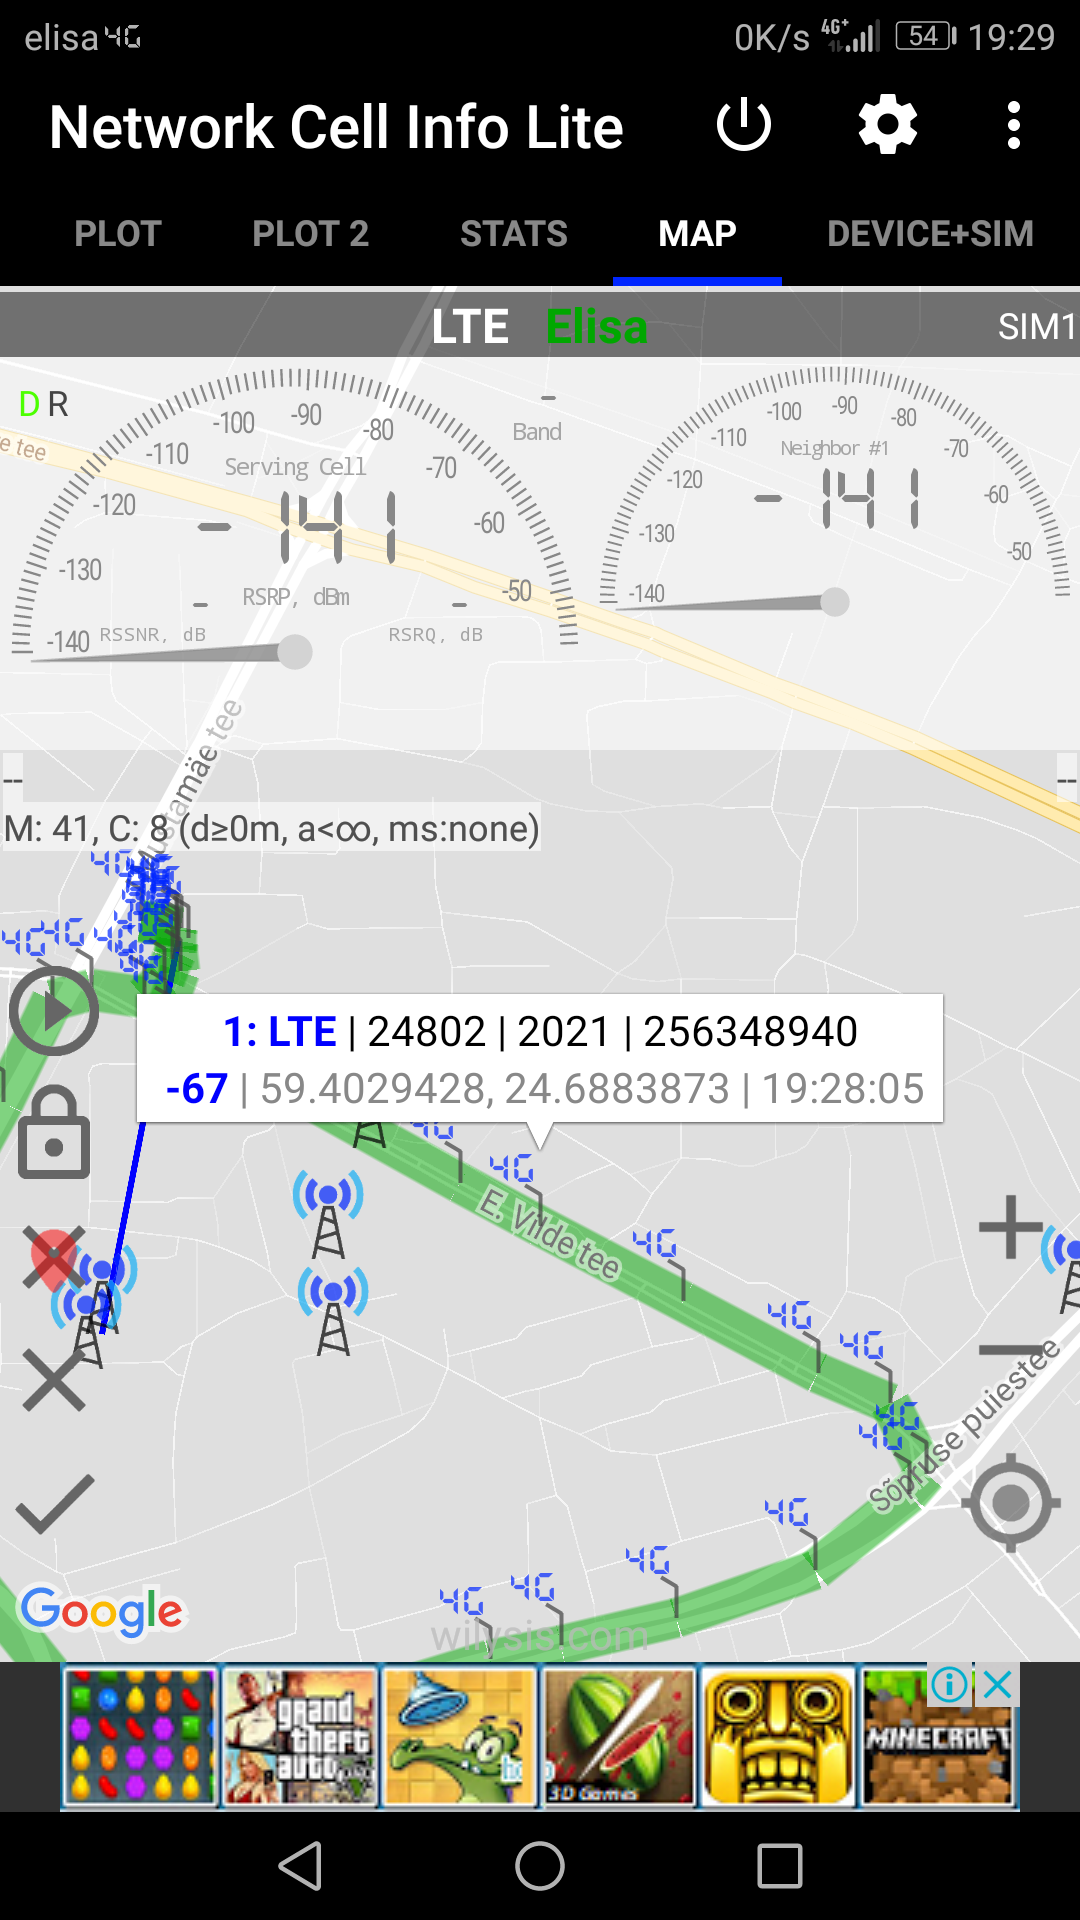 elisa 4G 0K/s 4G+ 54 19:29
Network Cell Info Lite
PLOT PLOT 2 STATS MAP DEVICE+SIM
LTE Elisa SIM1
D R
-140 -130 -120 -110 -100 -90 -80 -70 -60 -50
Serving Cell
-141
RSRP, dBm
- RSSNR, dB
- RSRQ, dB
- Band
-140 -130 -120 -110 -100 -90 -80 -70 -60 -50
Neighbor #1
-141
e tee
ustamäe tee
-- --
M: 41, C: 8 (d≥0m, a<∞, ms:none)
4G
4G 4G 4G
1: LTE | 24802 | 2021 | 256348940
-67 | 59.4029428, 24.6883873 | 19:28:05
4G
4G
E. Vilde tee
4G
4G
4G
4G
4G
Sõpruse puiestee
4G
4G
4G
4G
Google
wilysis.com
grand
theft
auto
3D Games
MINECRAFT